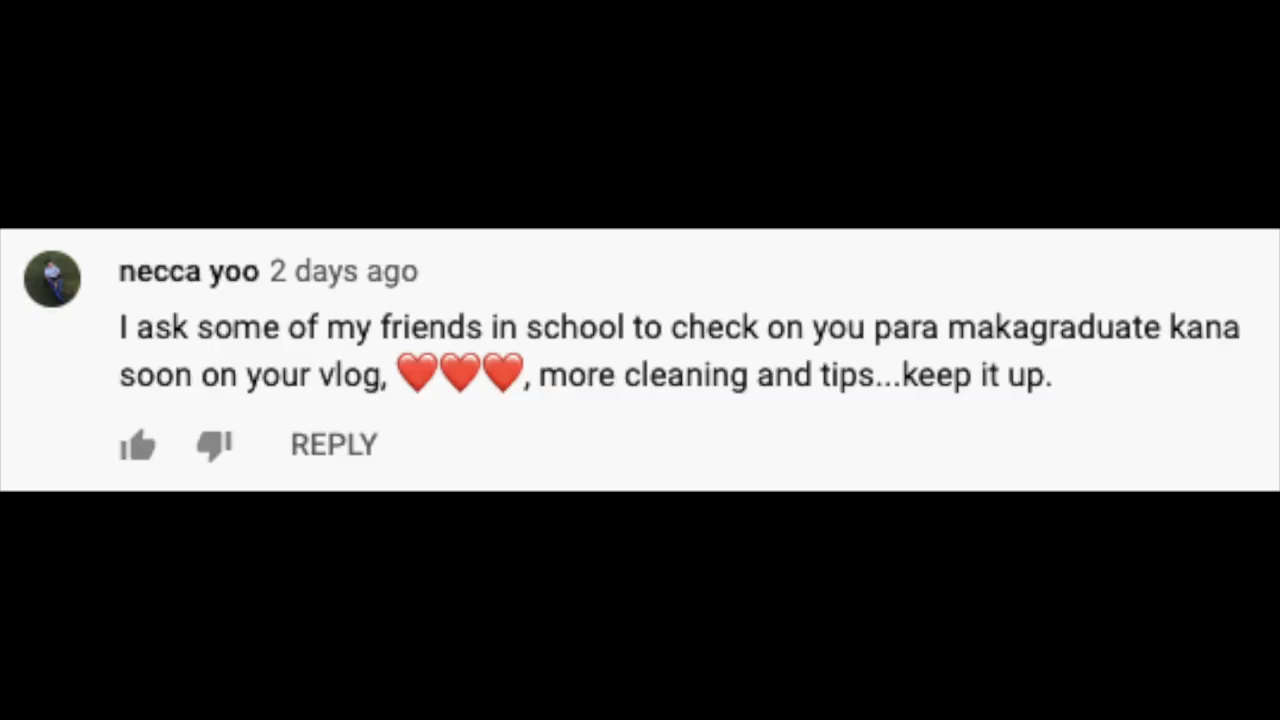 necca yoo 2 days ago
I ask some of my friends in school to check on you para makagraduate kana
soon on your vlog, ❤️❤️❤️, more cleaning and tips...keep it up.
REPLY